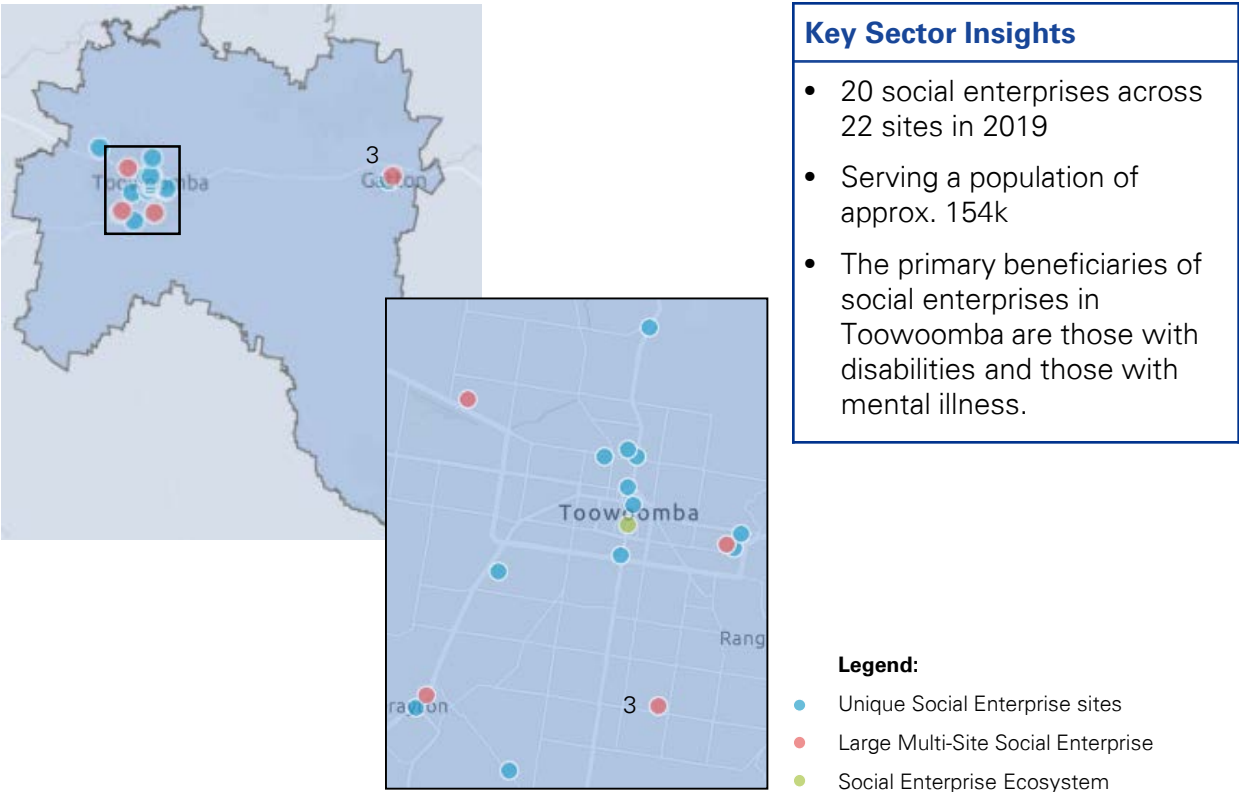 3
Toowoomba
Gatton
Toowoomba
Rang
rayton
3
Key Sector Insights
• 20 social enterprises across
22 sites in 2019
• Serving a population of
approx. 154k
• The primary beneficiaries of
social enterprises in
Toowoomba are those with
disabilities and those with
mental illness.
Legend:
Unique Social Enterprise sites
Large Multi-Site Social Enterprise
Social Enterprise Ecosystem